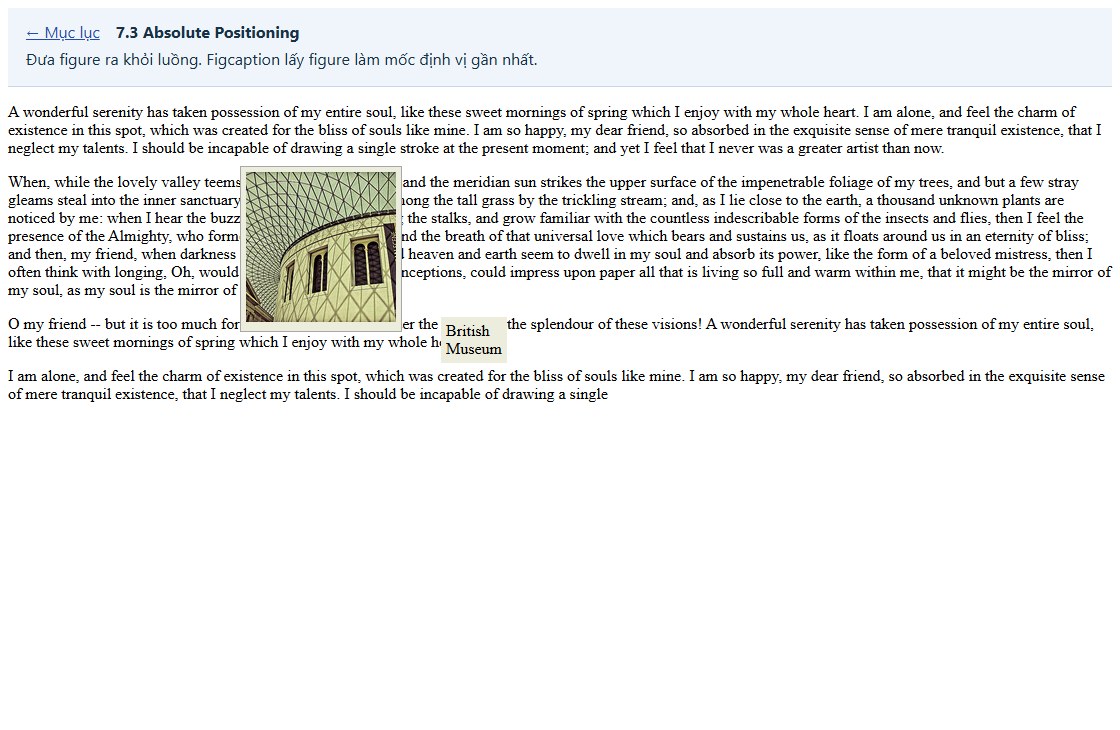 ← Mục lục 7.3 Absolute Positioning
Đưa figure ra khỏi luồng. Figcaption lấy figure làm mốc định vị gần nhất.
A wonderful serenity has taken possession of my entire soul, like these sweet mornings of spring which I enjoy with my whole heart. I am alone, and feel the charm of
existence in this spot, which was created for the bliss of souls like mine. I am so happy, my dear friend, so absorbed in the exquisite sense of mere tranquil existence, that I
neglect my talents. I should be incapable of drawing a single stroke at the present moment; and yet I feel that I never was a greater artist than now.
When, while the lovely valley teems and the meridian sun strikes the upper surface of the impenetrable foliage of my trees, and but a few stray
gleams steal into the inner sanctuary the tall grass by the trickling stream; and, as I lie close to the earth, a thousand unknown plants are
noticed by me: when I hear the buzz the stalks, and grow familiar with the countless indescribable forms of the insects and flies, then I feel the
presence of the Almighty, who the breath of that universal love which bears and sustains us, as it floats around us in an eternity of bliss;
and then, my friend, when darkness heaven and earth seem to dwell in my soul and absorb its power, like the form of a beloved mistress, then I
often think with longing, Oh, would could impress upon paper all that is living so full and warm within me, that it might be the mirror of
my soul, as my soul is the mirror of
O my friend -- but it is too much for the British the splendour of these visions! A wonderful serenity has taken possession of my entire soul,
like these sweet mornings of spring which I enjoy with my whole Museum
I am alone, and feel the charm of existence in this spot, which was created for the bliss of souls like mine. I am so happy, my dear friend, so absorbed in the exquisite sense
of mere tranquil existence, that I neglect my talents. I should be incapable of drawing a single